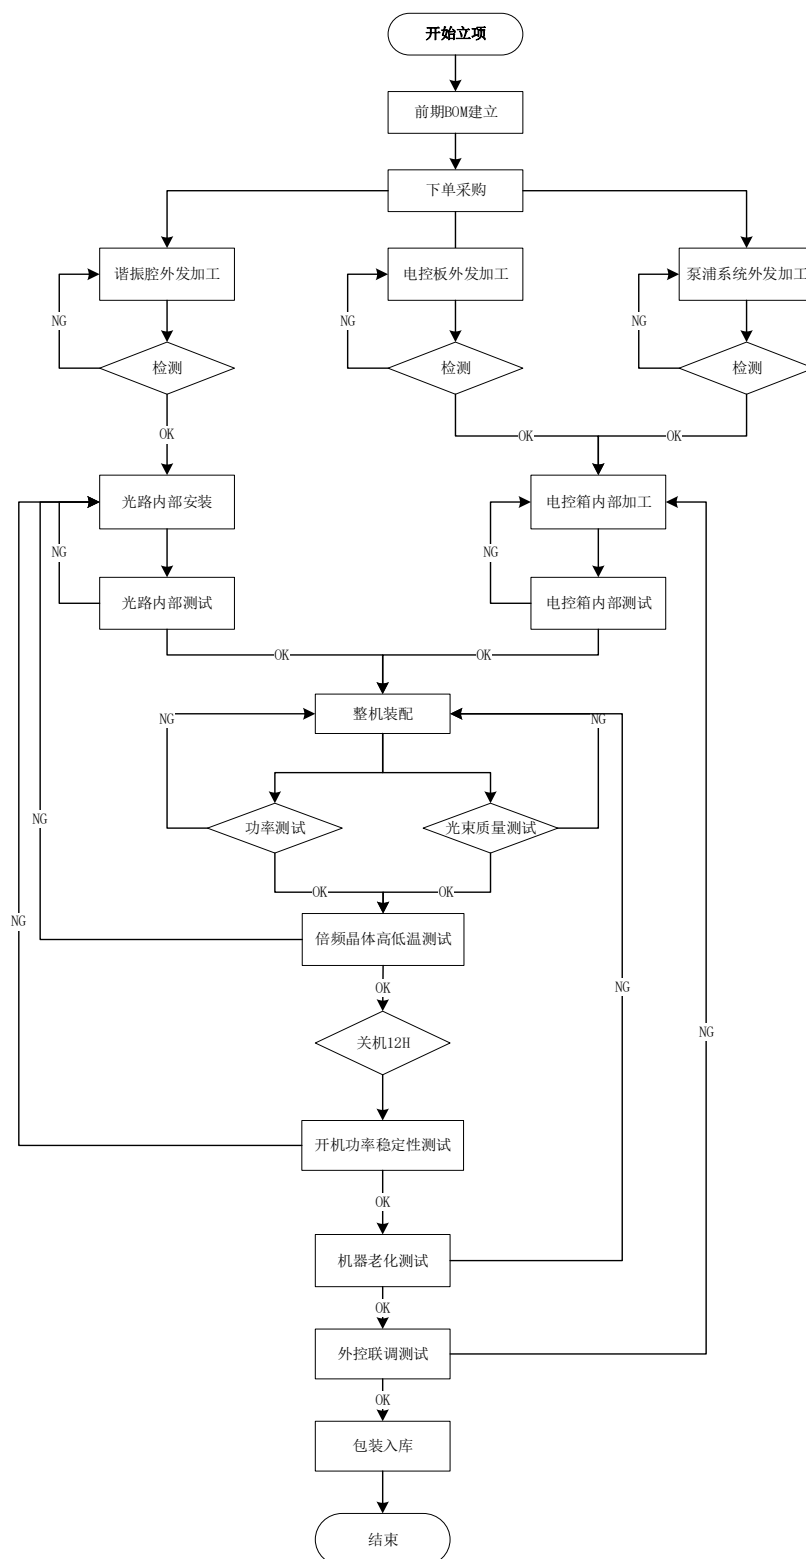 开始立项
前期BOM建立
下单采购
谐振腔外发加工
电控板外发加工
泵浦系统外发加工
NG
NG
NG
检测
检测
检测
OK
OK
OK
光路内部安装
电控箱内部加工
NG
NG
光路内部测试
电控箱内部测试
OK
OK
整机装配
NG
NG
功率测试
光束质量测试
NG
OK
OK
NG
倍频晶体高低温测试
OK
NG
关机12H
NG
开机功率稳定性测试
OK
机器老化测试
OK
外控联调测试
OK
包装入库
结束